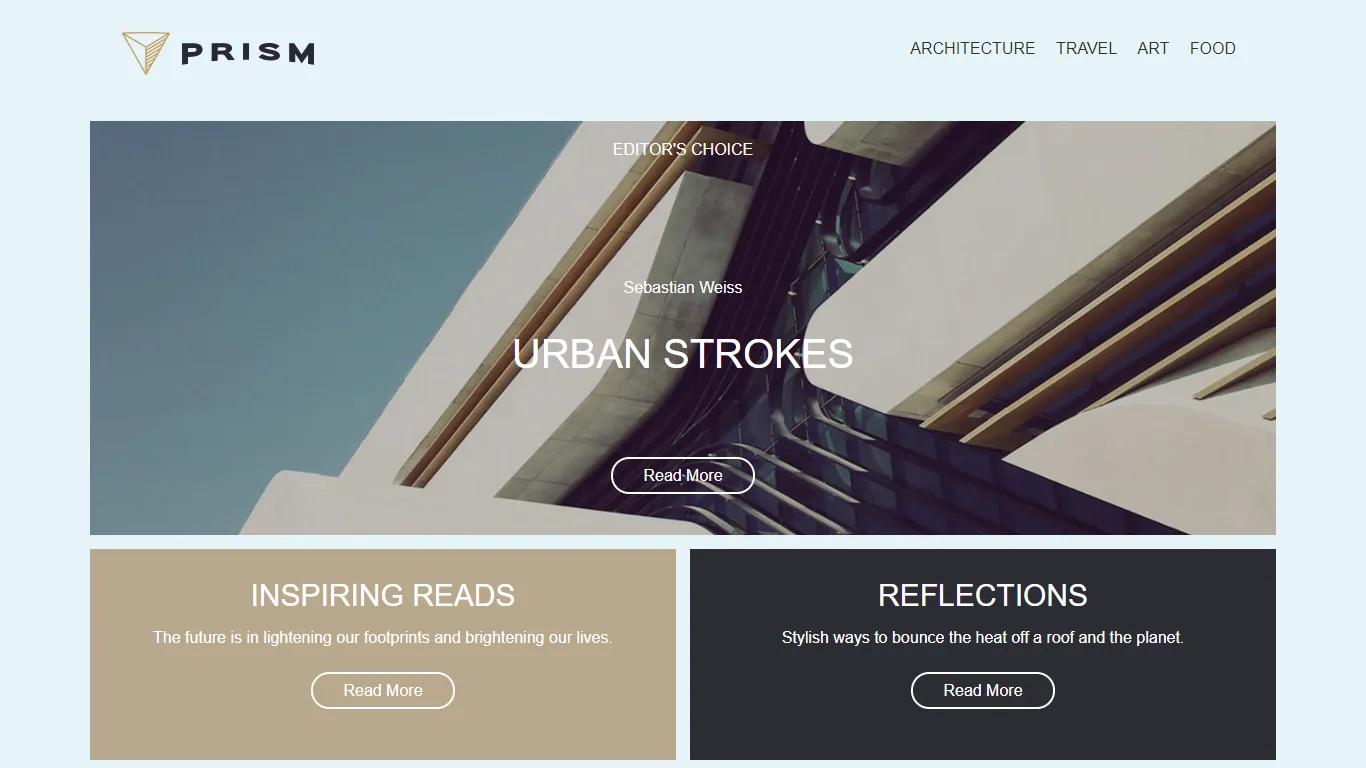 PRISM
ARCHITECTURE TRAVEL ART FOOD
EDITOR'S CHOICE
Sebastian Weiss
URBAN STROKES
Read More
INSPIRING READS
The future is in lightening our footprints and brightening our lives.
Read More
REFLECTIONS
Stylish ways to bounce the heat off a roof and the planet.
Read More